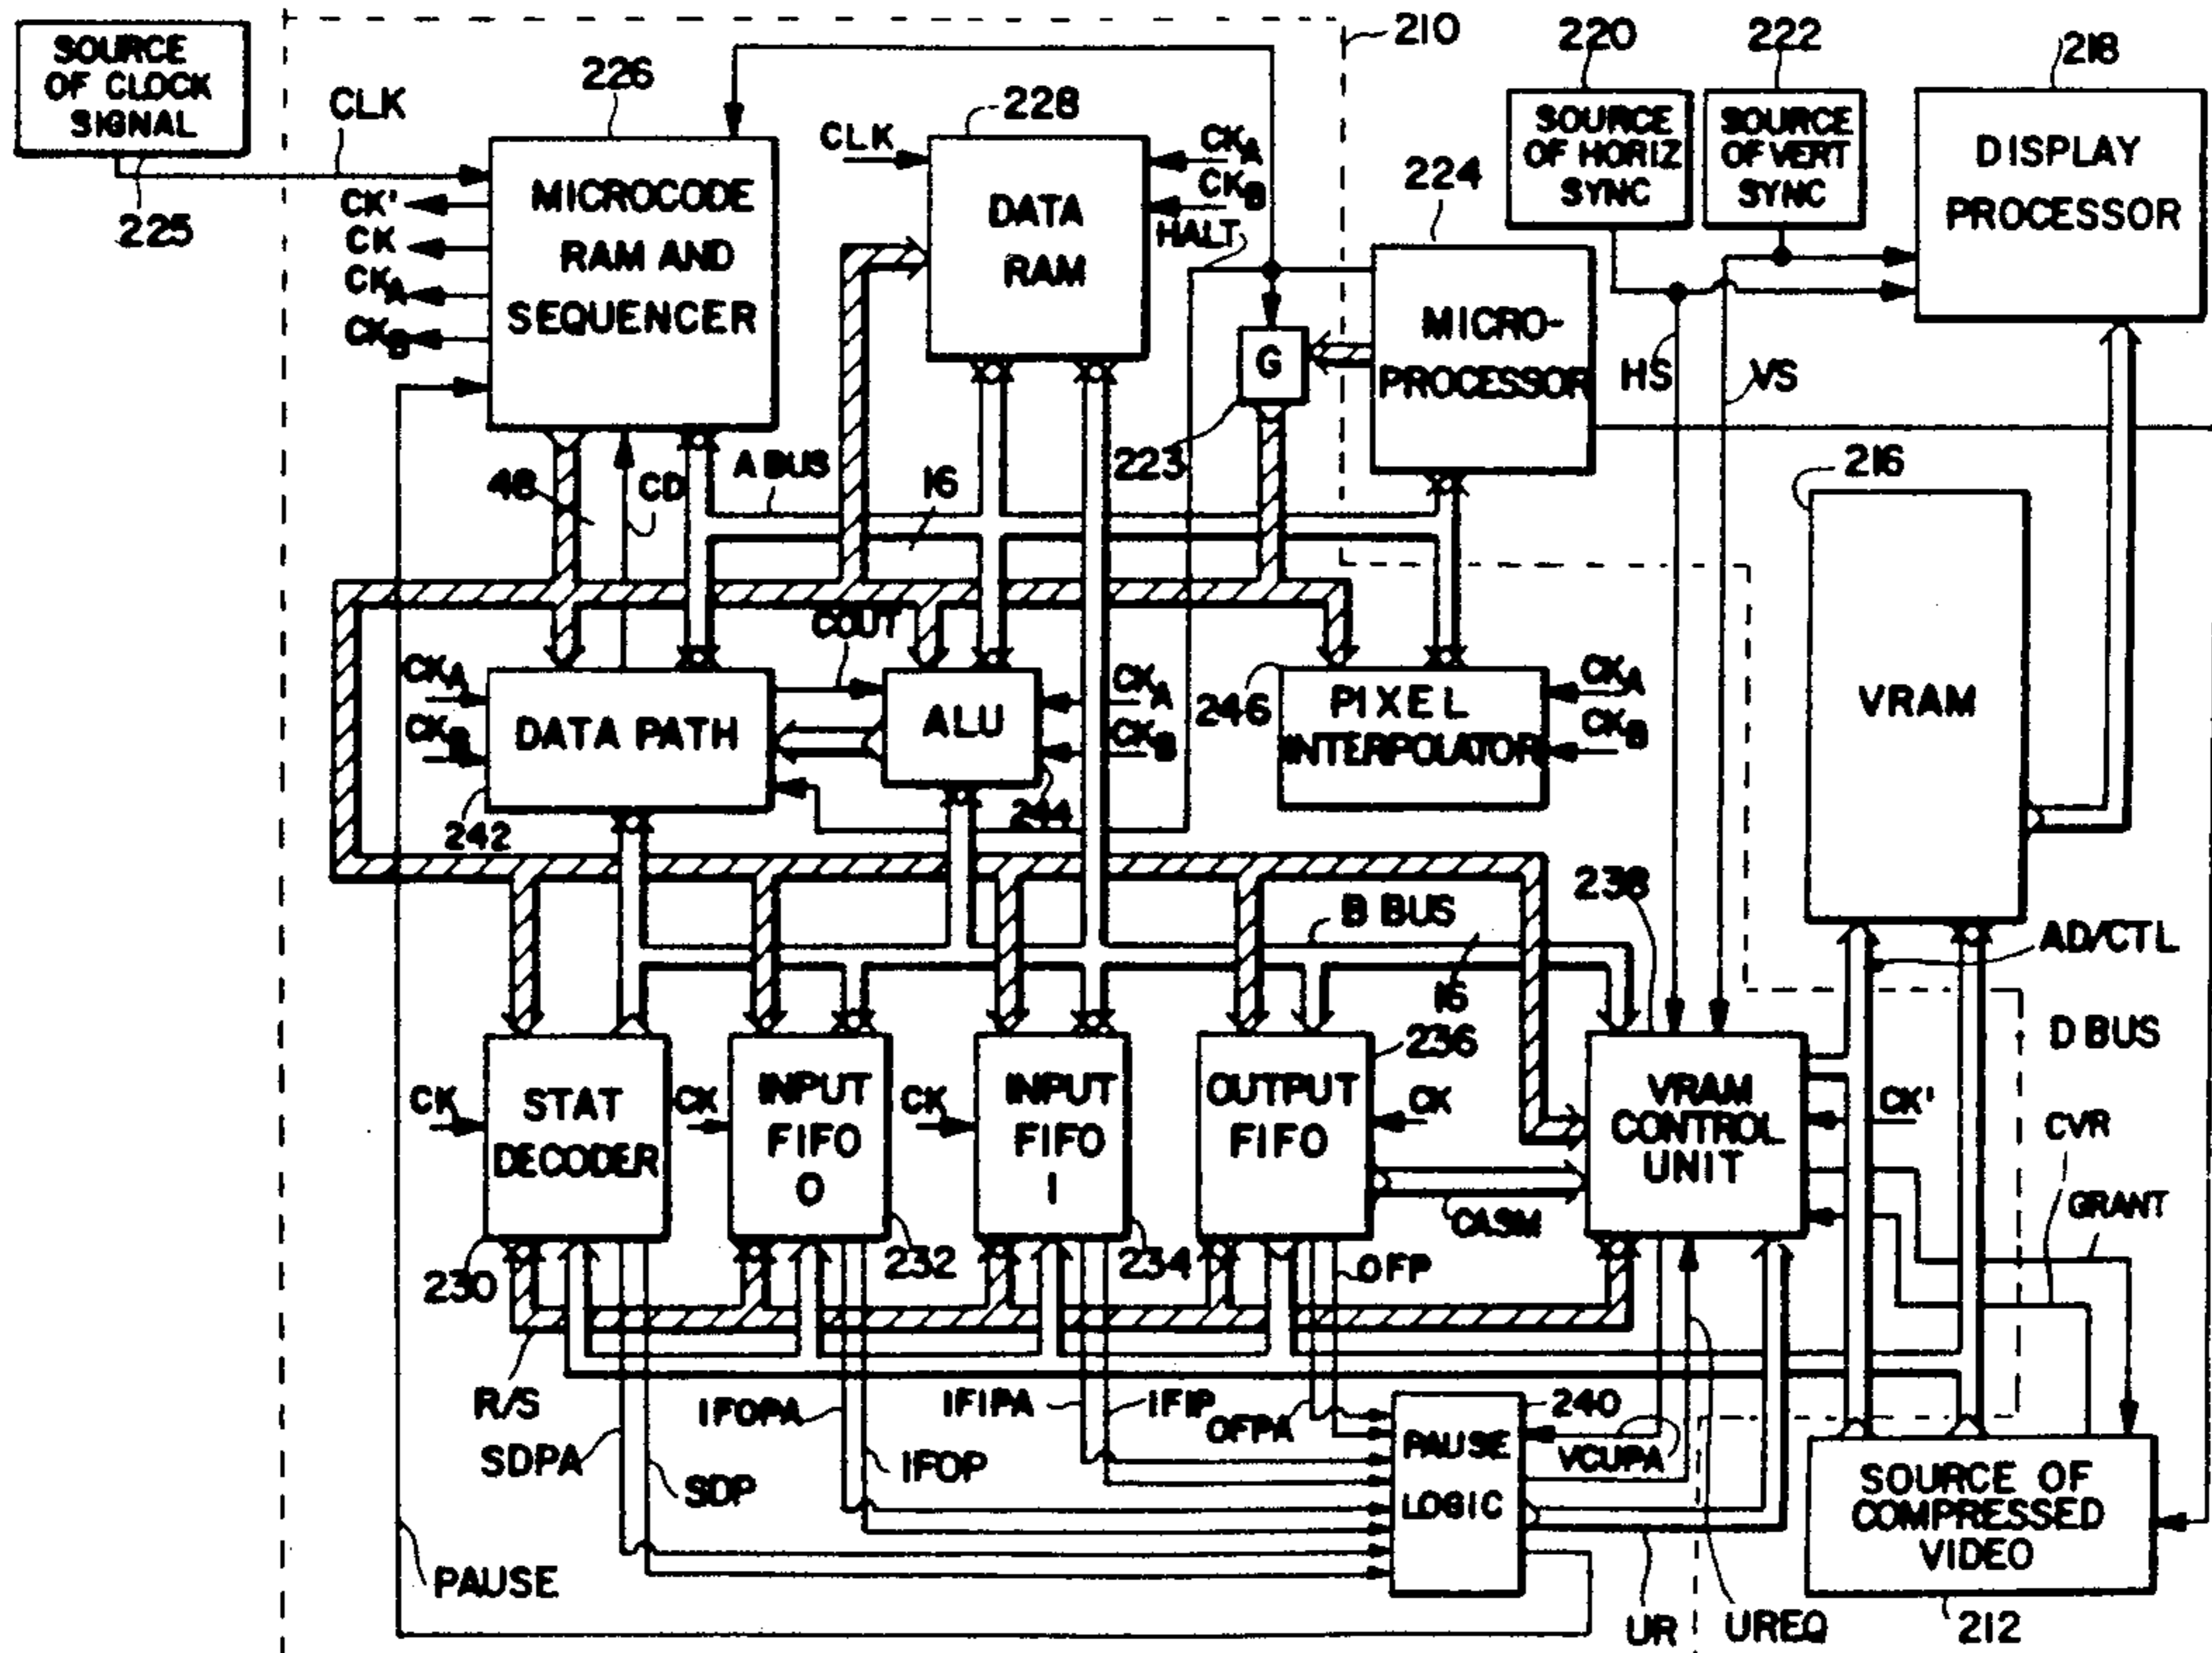 SOURCE
OF CLOCK
SIGNAL
225
CLK
210
226
MICROCODE
RAM AND
SEQUENCER
CK'
CK
CKA
CKB
CLK
228
DATA
RAM
CKA
CKB
HALT
220
SOURCE
OF HORIZ
SYNC
222
SOURCE
OF VERT
SYNC
218
DISPLAY
PROCESSOR
224
MICRO-
PROCESSOR
G
223
HS
VS
216
VRAM
48
CD
A BUS
16
COUT
CKA
CKB
DATA PATH
242
ALU
244
CKA
CKB
246
PIXEL
INTERPOLATOR
CKA
CKB
238
B BUS
16
AD/CTL
D BUS
CK
STAT
DECODER
230
CK
INPUT
FIFO
0
232
CK
INPUT
FIFO
1
234
OUTPUT
FIFO
236
CK
CASM
VRAM
CONTROL
UNIT
CK'
CVR
GRANT
OFP
R/S
SDPA
SDP
IFOPA
IFOP
IFIPA
IFIP
OFPA
240
PAUSE
LOGIC
VCUPA
PAUSE
UR
UREQ
SOURCE OF
COMPRESSED
VIDEO
212